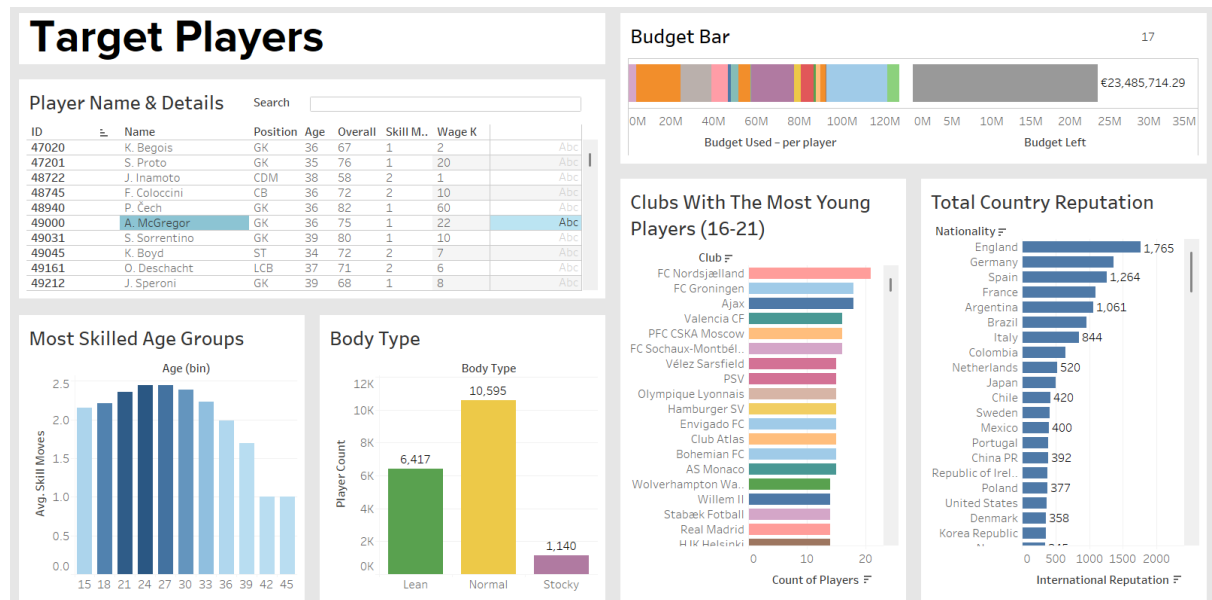 Target Players
Player Name & Details
Search
ID Name Position Age Overall Skill M.. Wage K
47020 K. Begois GK 36 67 1 2 Abc
47201 S. Proto GK 35 76 1 20 Abc
48722 J. Inamoto CDM 38 58 2 1 Abc
48745 F. Coloccini CB 36 72 2 10 Abc
48940 P. Čech GK 36 82 1 60 Abc
49000 A. McGregor GK 36 75 1 22 Abc
49031 S. Sorrentino GK 39 80 1 10 Abc
49045 K. Boyd ST 34 72 2 7 Abc
49161 O. Deschacht LCB 37 71 2 6 Abc
49212 J. Speroni GK 39 68 1 8 Abc
Budget Bar
17
€23,485,714.29
0M 20M 40M 60M 80M 100M 120M
0M 5M 10M 15M 20M 25M 30M 35M
Budget Used – per player
Budget Left
Most Skilled Age Groups
Age (bin)
Avg. Skill Moves
2.5
2.0
1.5
1.0
0.5
0.0
15 18 21 24 27 30 33 36 39 42 45
Body Type
Body Type
Player Count
12K
10K
8K
6K
4K
2K
0K
6,417
10,595
1,140
Lean Normal Stocky
Clubs With The Most Young
Players (16-21)
Club
FC Nordsjælland
FC Groningen
Ajax
Valencia CF
PFC CSKA Moscow
FC Sochaux-Montbél..
Vélez Sarsfield
PSV
Olympique Lyonnais
Hamburger SV
Envigado FC
Club Atlas
Bohemian FC
AS Monaco
Wolverhampton Wa..
Willem II
Stabæk Fotball
Real Madrid
HJK Helsinki
0 10 20
Count of Players
Total Country Reputation
Nationality
England 1,765
Germany
Spain 1,264
France
Argentina 1,061
Brazil
Italy 844
Colombia
Netherlands 520
Japan
Chile 420
Sweden
Mexico 400
Portugal
China PR 392
Republic of Irel..
Poland 377
United States
Denmark 358
Korea Republic
0 500 1000 1500 2000
International Reputation